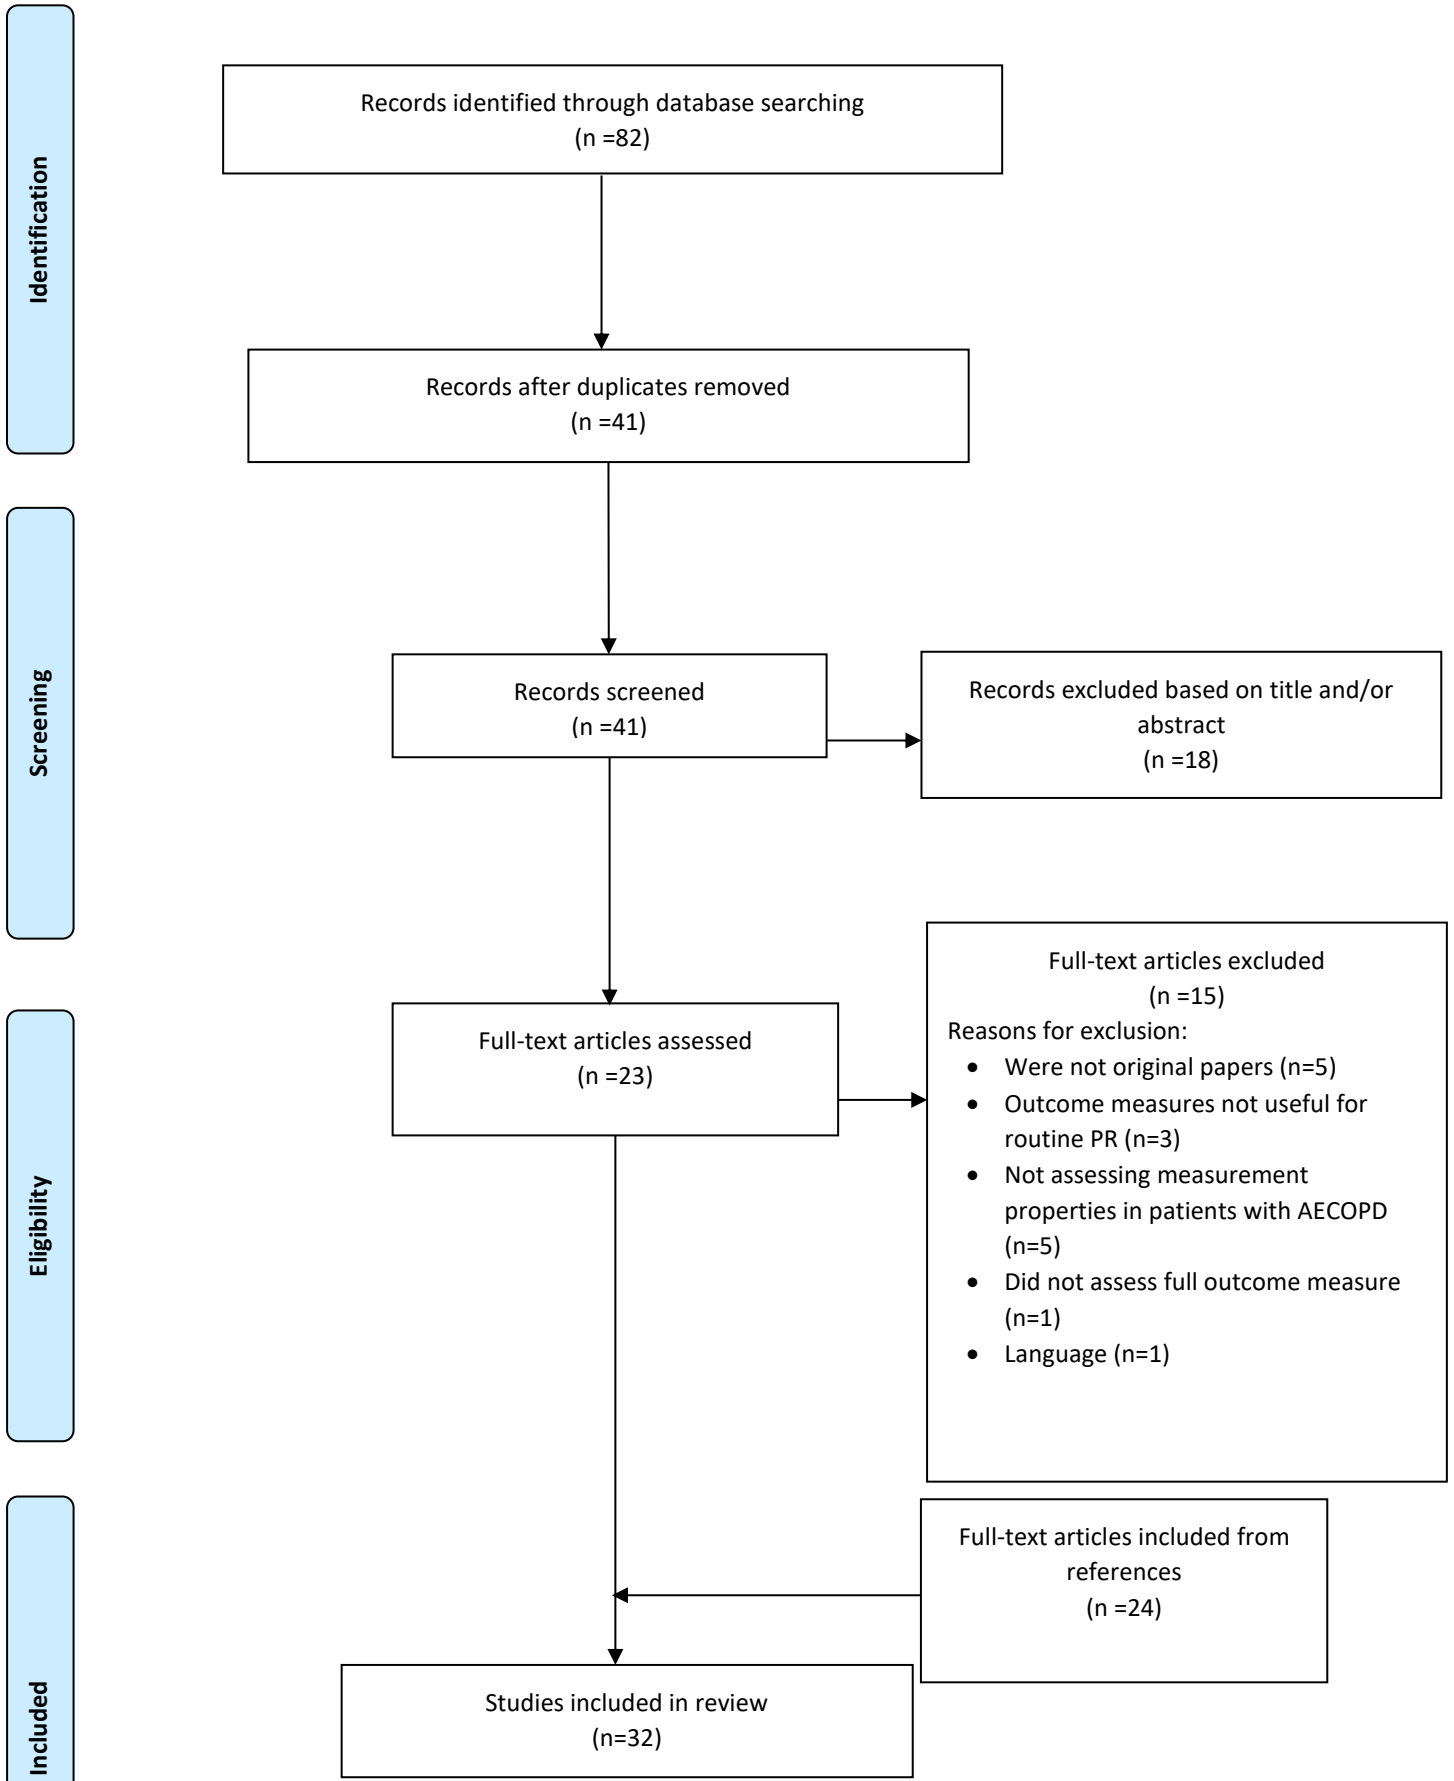 Identification
Records identified through database searching
(n =82)
Records after duplicates removed
(n =41)
Screening
Records screened
(n =41)
Records excluded based on title and/or
abstract
(n =18)
Eligibility
Full-text articles assessed
(n =23)
Full-text articles excluded
(n =15)
Reasons for exclusion:
• Were not original papers (n=5)
• Outcome measures not useful for
routine PR (n=3)
• Not assessing measurement
properties in patients with AECOPD
(n=5)
• Did not assess full outcome measure
(n=1)
• Language (n=1)
Included
Full-text articles included from
references
(n =24)
Studies included in review
(n=32)